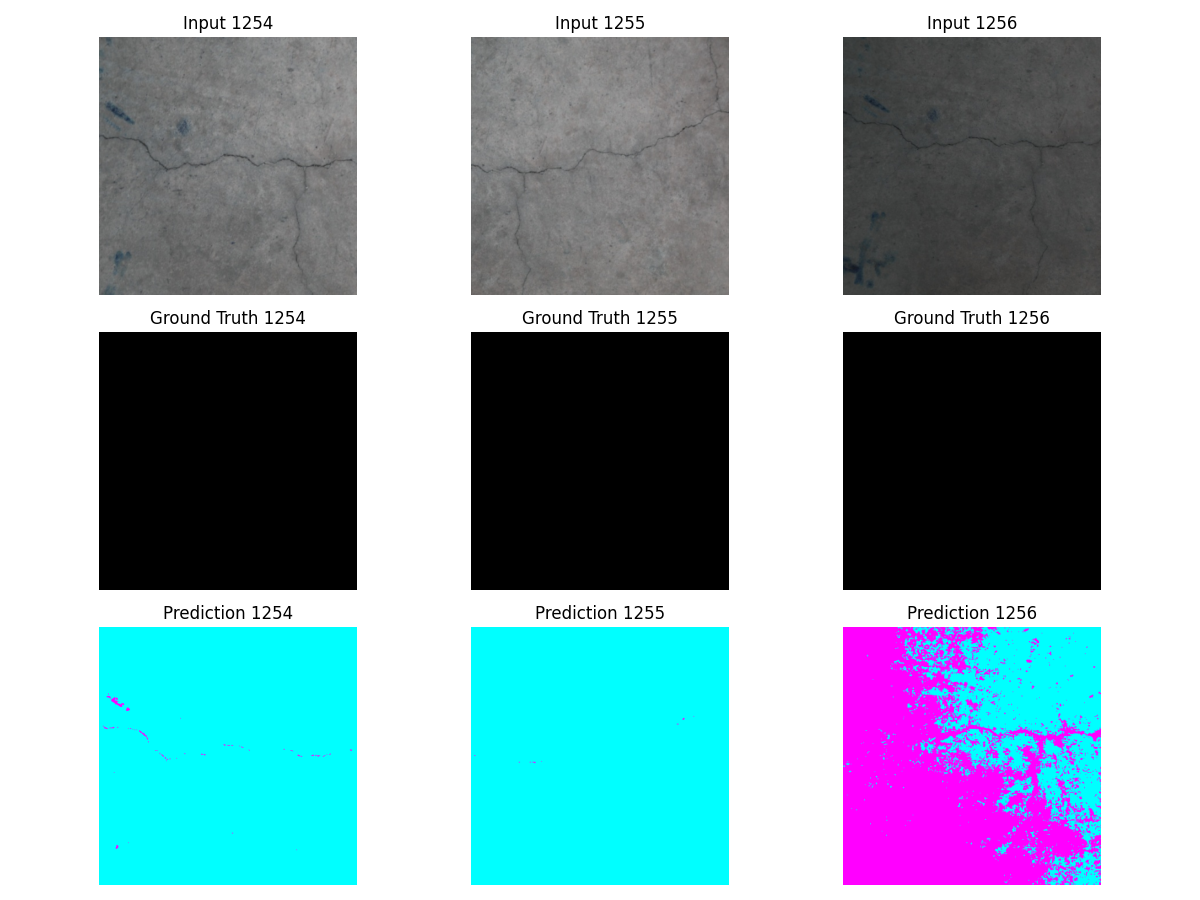 Input 1254
Input 1255
Input 1256
Ground Truth 1254
Ground Truth 1255
Ground Truth 1256
Prediction 1254
Prediction 1255
Prediction 1256